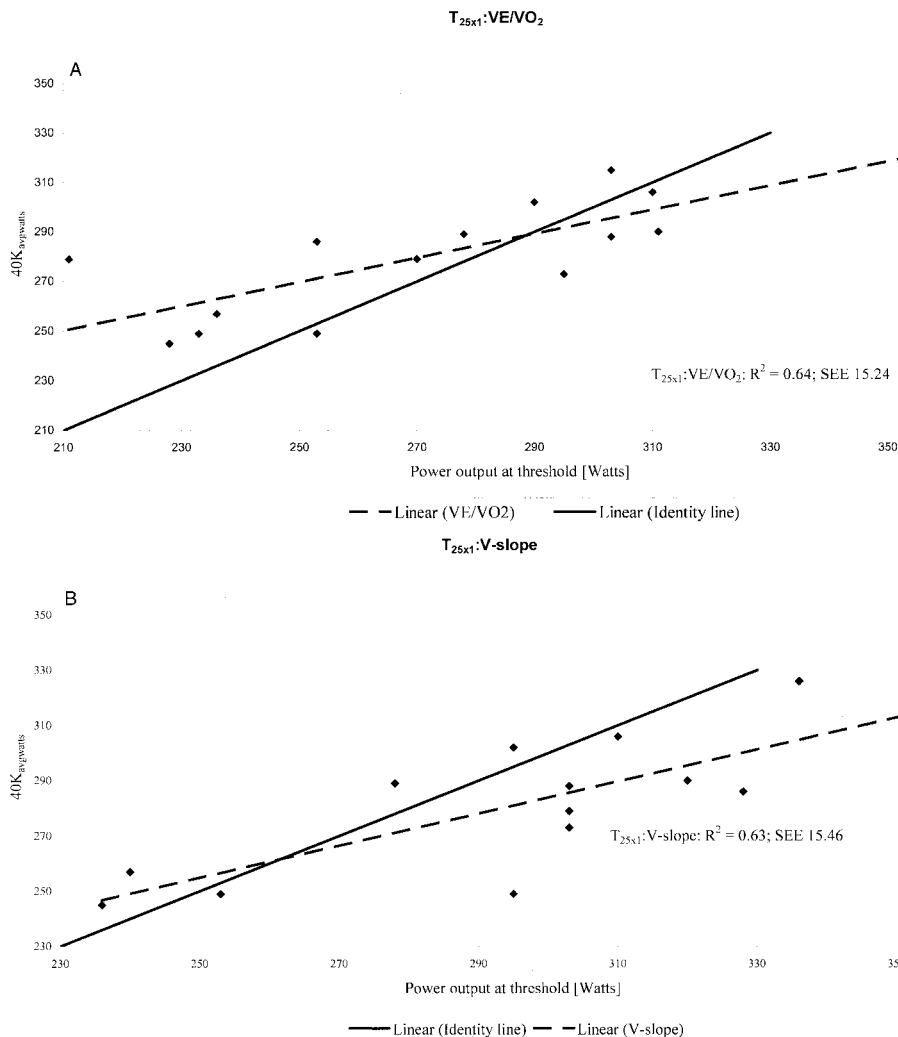 T25x1:VE/VO2
A
350
330
310
290
270
250
230
210
40Kavgwatts
T25x1:VE/VO2: R2 = 0.64; SEE 15.24
210 230 250 270 290 310 330 350
Power output at threshold [Watts]
Linear (VE/VO2) Linear (Identity line)
T25x1:V-slope
B
350
330
310
290
270
250
230
40Kavgwatts
T25x1:V-slope: R2 = 0.63; SEE 15.46
230 250 270 290 310 330
Power output at threshold [Watts]
Linear (Identity line) Linear (V-slope)